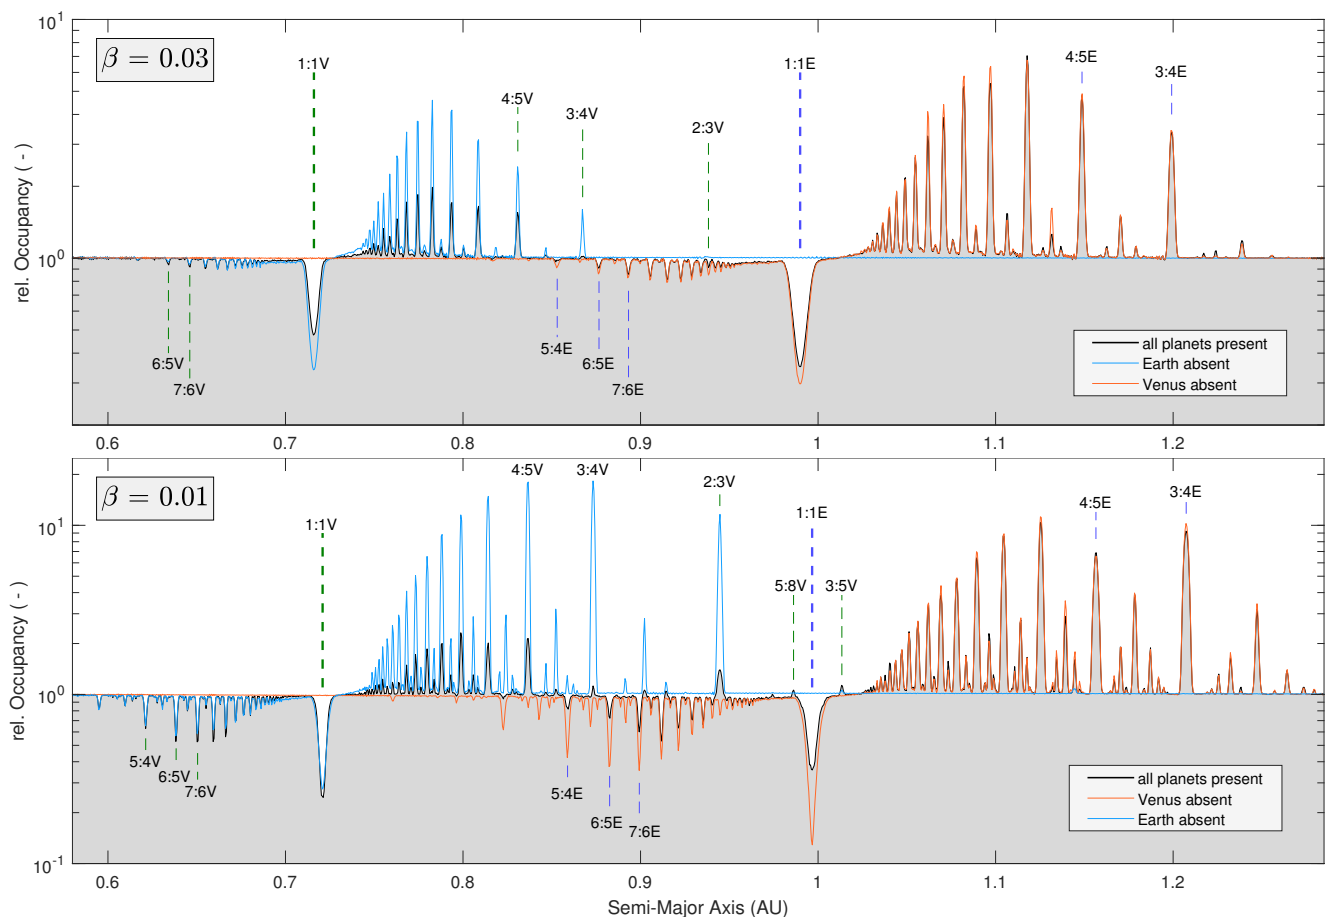 β = 0.03
1:1V
4:5V
3:4V
2:3V
1:1E
4:5E
3:4E
6:5V
7:6V
5:4E
6:5E
7:6E
all planets present
Earth absent
Venus absent
rel. Occupancy ( - )
10^1
10^0
0.6 0.7 0.8 0.9 1 1.1 1.2
β = 0.01
1:1V
4:5V
3:4V
2:3V
5:8V
1:1E
3:5V
4:5E
3:4E
5:4V
6:5V
7:6V
5:4E
6:5E
7:6E
all planets present
Venus absent
Earth absent
rel. Occupancy ( - )
10^1
10^0
10^-1
0.6 0.7 0.8 0.9 1 1.1 1.2
Semi-Major Axis (AU)